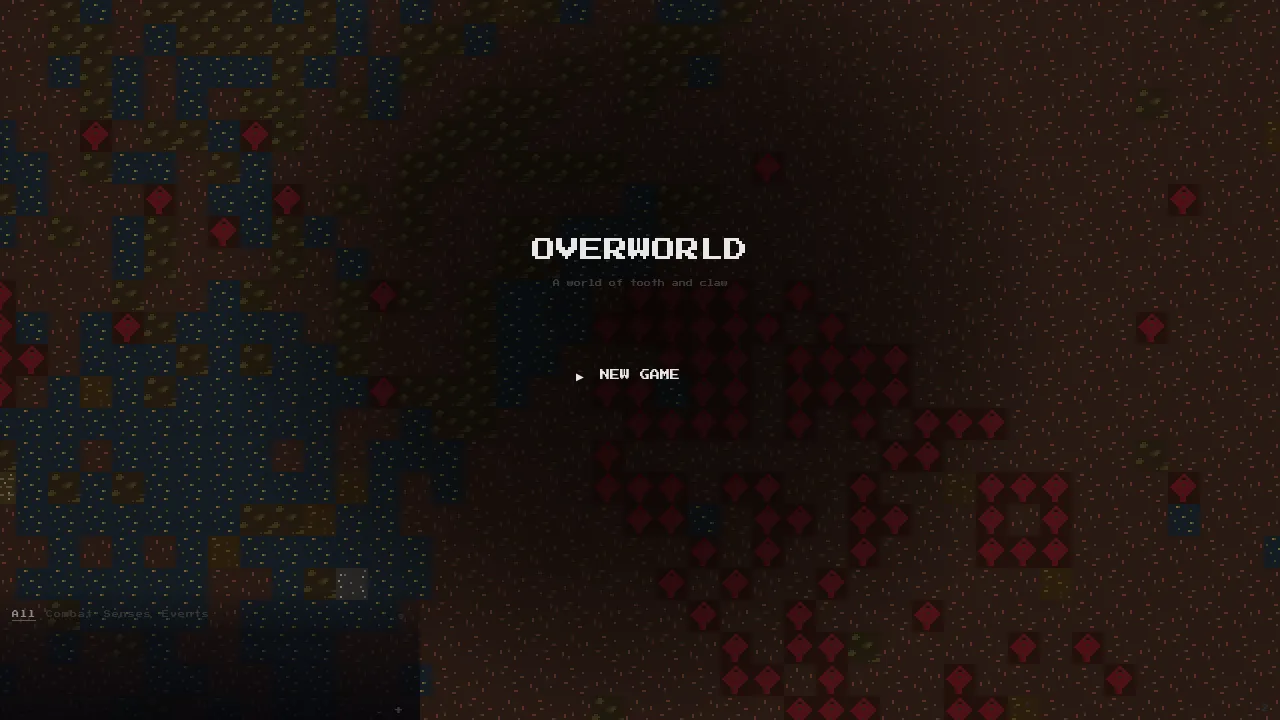 OVERWORLD
A world of tooth and claw
▶ NEW GAME
All Combat Senses Events
+